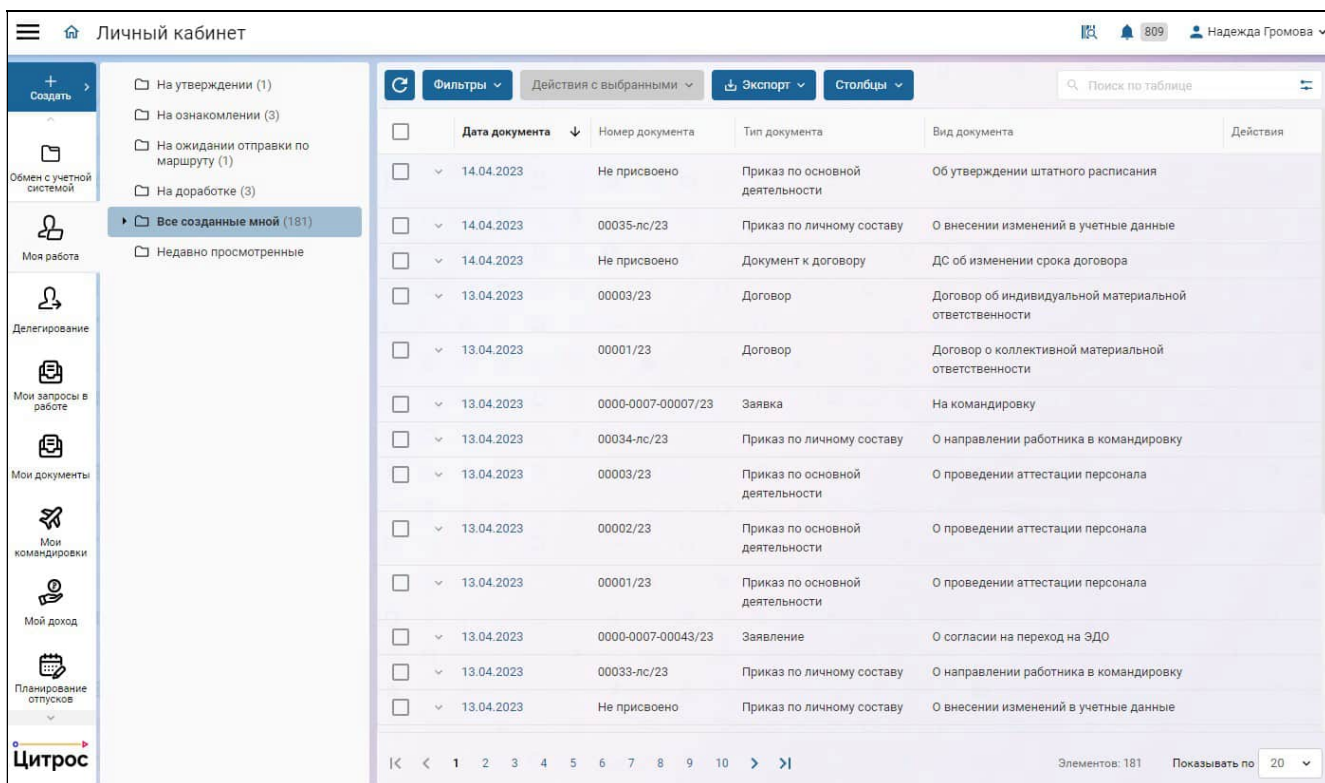 Личный кабинет
809
Надежда Громова
Создать
Обмен с учетной
системой
Моя работа
Делегирование
Мои запросы в
работе
Мои документы
Мои
командировки
Мой доход
Планирование
отпусков
Цитрос
На утверждении (1)
На ознакомлении (3)
На ожидании отправки по
маршруту (1)
На доработке (3)
Все созданные мной (181)
Недавно просмотренные
Фильтры Действия с выбранными Экспорт Столбцы Поиск по таблице
Дата документа Номер документа Тип документа Вид документа Действия
14.04.2023 Не присвоено Приказ по основной Об утверждении штатного расписания
деятельности
14.04.2023 00035-лс/23 Приказ по личному составу О внесении изменений в учетные данные
14.04.2023 Не присвоено Документ к договору ДС об изменении срока договора
13.04.2023 00003/23 Договор Договор об индивидуальной материальной
ответственности
13.04.2023 00001/23 Договор Договор о коллективной материальной
ответственности
13.04.2023 0000-0007-00007/23 Заявка На командировку
13.04.2023 00034-лс/23 Приказ по личному составу О направлении работника в командировку
13.04.2023 00003/23 Приказ по основной О проведении аттестации персонала
деятельности
13.04.2023 00002/23 Приказ по основной О проведении аттестации персонала
деятельности
13.04.2023 00001/23 Приказ по основной О проведении аттестации персонала
деятельности
13.04.2023 0000-0007-00043/23 Заявление О согласии на переход на ЭДО
13.04.2023 00033-лс/23 Приказ по личному составу О направлении работника в командировку
13.04.2023 Не присвоено Приказ по личному составу О внесении изменений в учетные данные
1 2 3 4 5 6 7 8 9 10 Элементов: 181 Показывать по 20